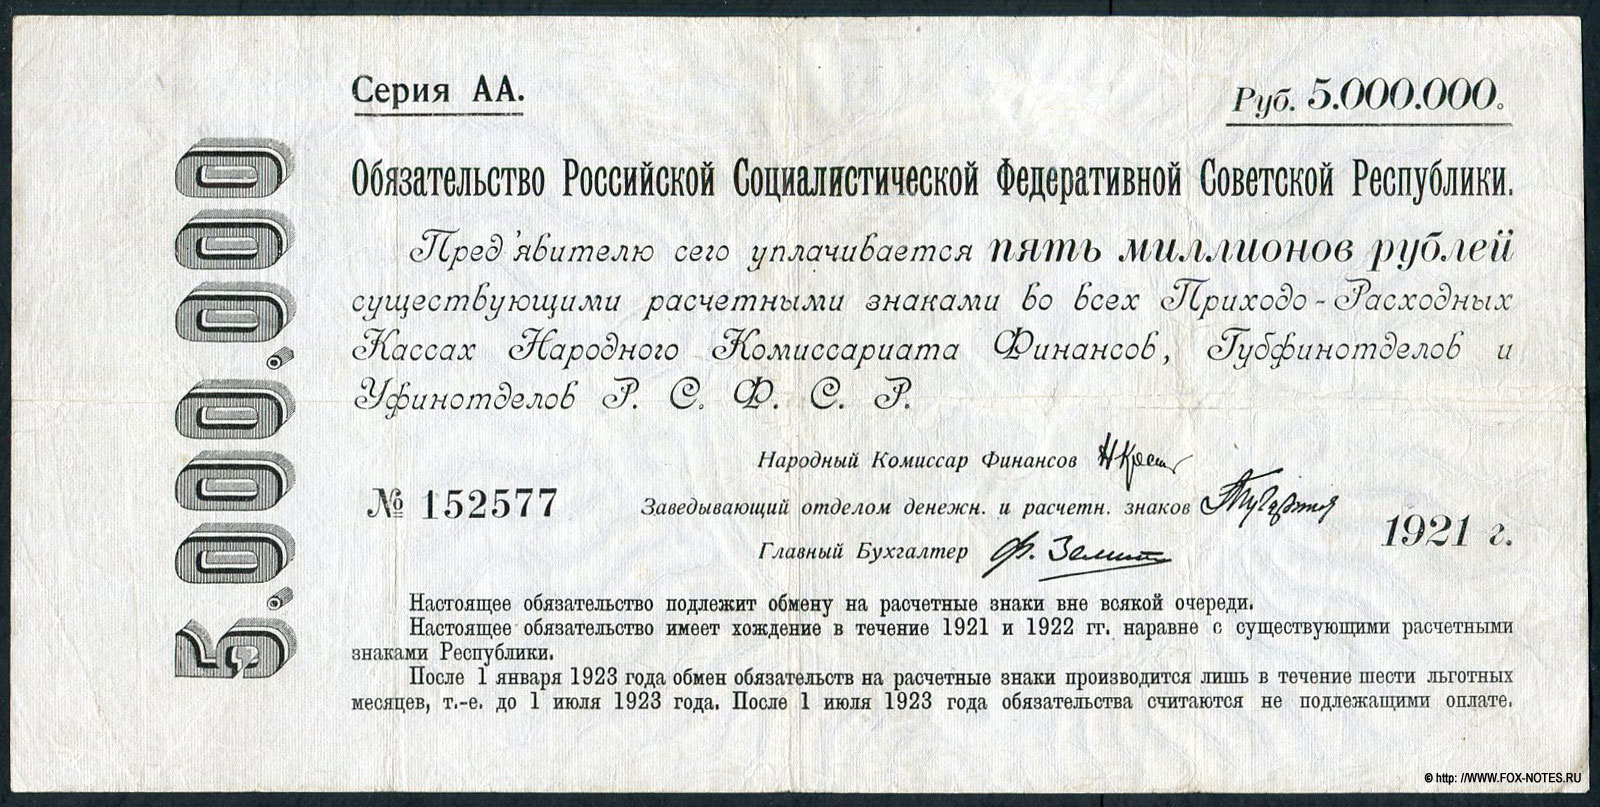 Серия АА.
Руб. 5.000.000.
5.000.000
Обязательство Российской Социалистической Федеративной Советской Республики.
Пред'явителю сего уплачивается пять миллионов рублей
существующими расчетными знаками во всех Приходо-Расходных
Кассах Народного Комиссариата Финансов, Губфинотделов и
Уфинотделов Р. С. Ф. С. Р.
Народный Комиссар Финансов
№ 152577
Заведывающий отделом денежн. и расчетн. знаков
1921 г.
Главный Бухгалтер Ф.
Настоящее обязательство подлежит обмену на расчетные знаки вне всякой очереди.
Настоящее обязательство имеет хождение в течение 1921 и 1922 гг. наравне с существующими расчетными
знаками Республики.
После 1 января 1923 года обмен обязательств на расчетные знаки производится лишь в течение шести льготных
месяцев, т.-е. до 1 июля 1923 года. После 1 июля 1923 года обязательства считаются не подлежащими оплате.
© http: //WWW.FOX-NOTES.RU